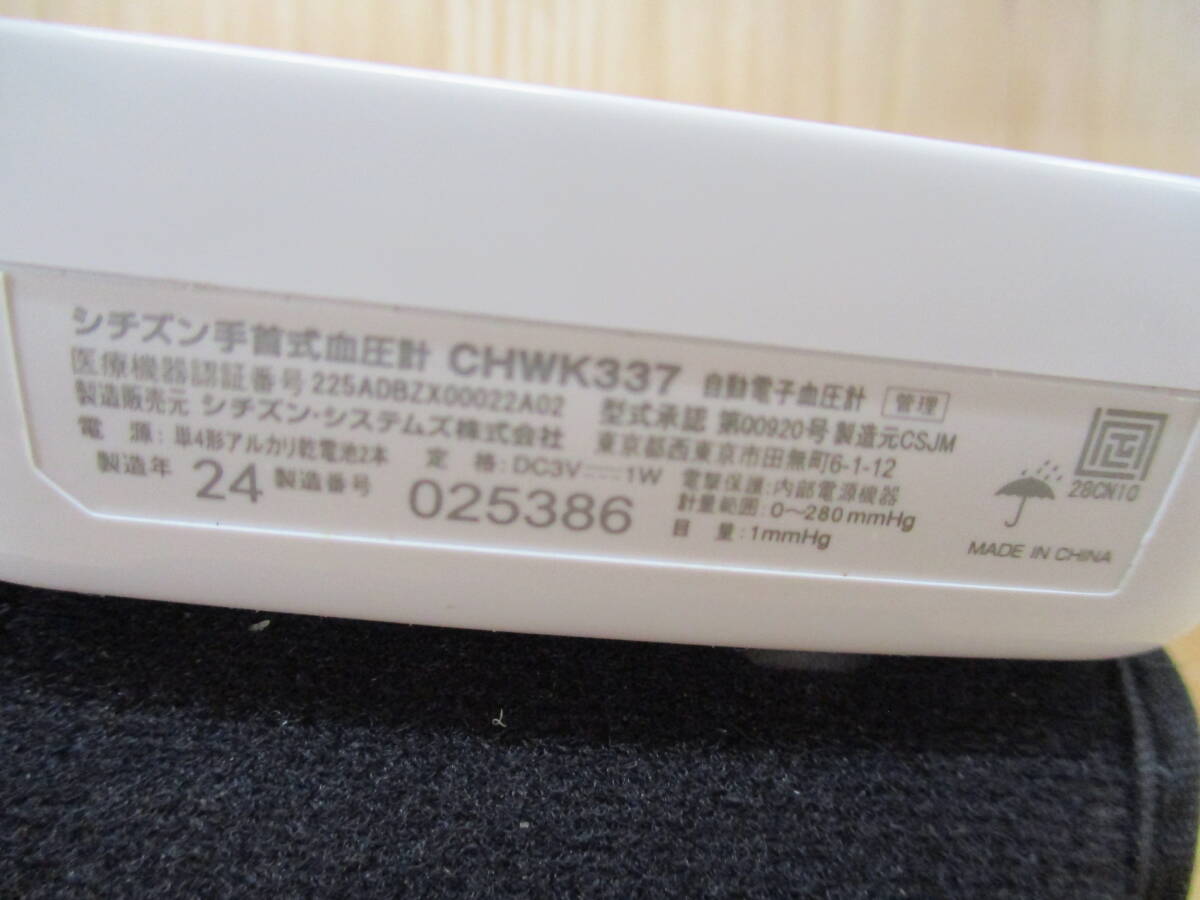 シチズン手首式血圧計 CHWK337 自動電子血圧計 管理
医療機器認証番号 225ADBZX00022A02 型式承認 第00920号 製造元CSJM
製造販売元 シチズン・システムズ株式会社 東京都西東京市田無町6-1-12
電 源:単4形アルカリ乾電池2本 定 格:DC3V⎓1W 電撃保護:内部電源機器
製造年 24 製造番号 025386 計量範囲:0〜280mmHg
目 量:1mmHg
正
28CN10
MADE IN CHINA